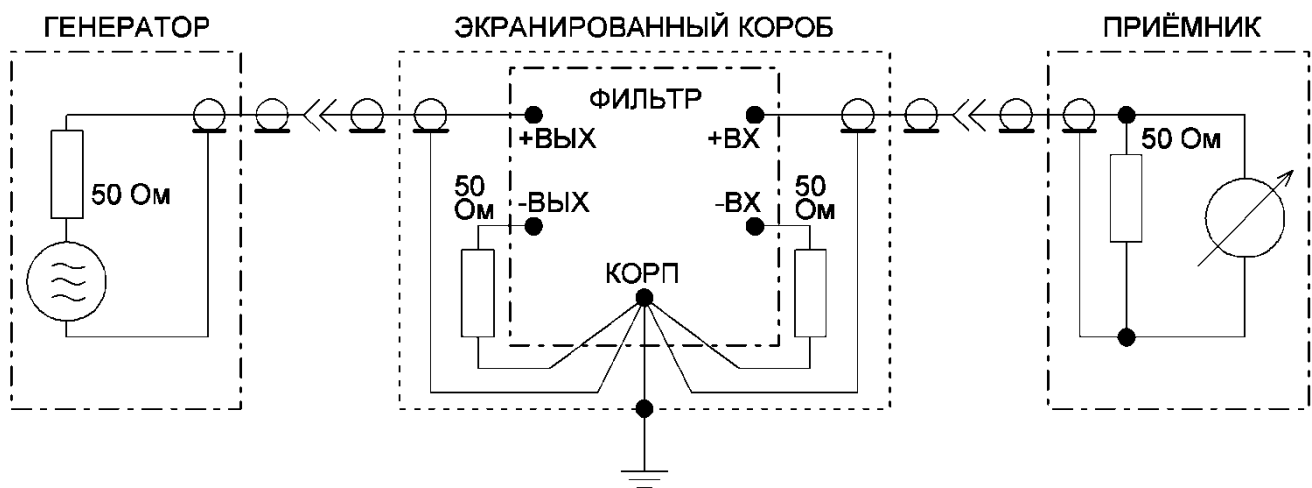 ГЕНЕРАТОР
ЭКРАНИРОВАННЫЙ КОРОБ
ПРИЁМНИК
ФИЛЬТР
+ВЫХ
+ВХ
50 Ом
50 Ом
50
Ом
-ВЫХ
-ВХ
50
Ом
КОРП